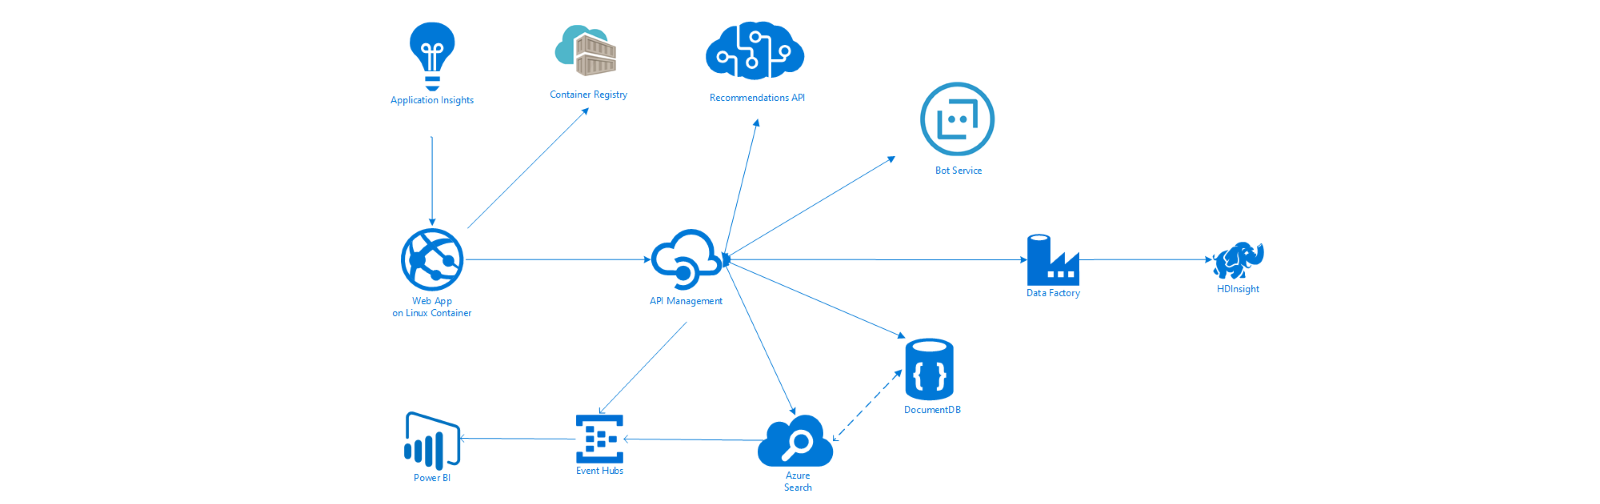 Application Insights
Container Registry
Recommendations API
Bot Service
Web App
on Linux Container
API Management
Data Factory
HDInsight
DocumentDB
Power BI
Event Hubs
Azure
Search